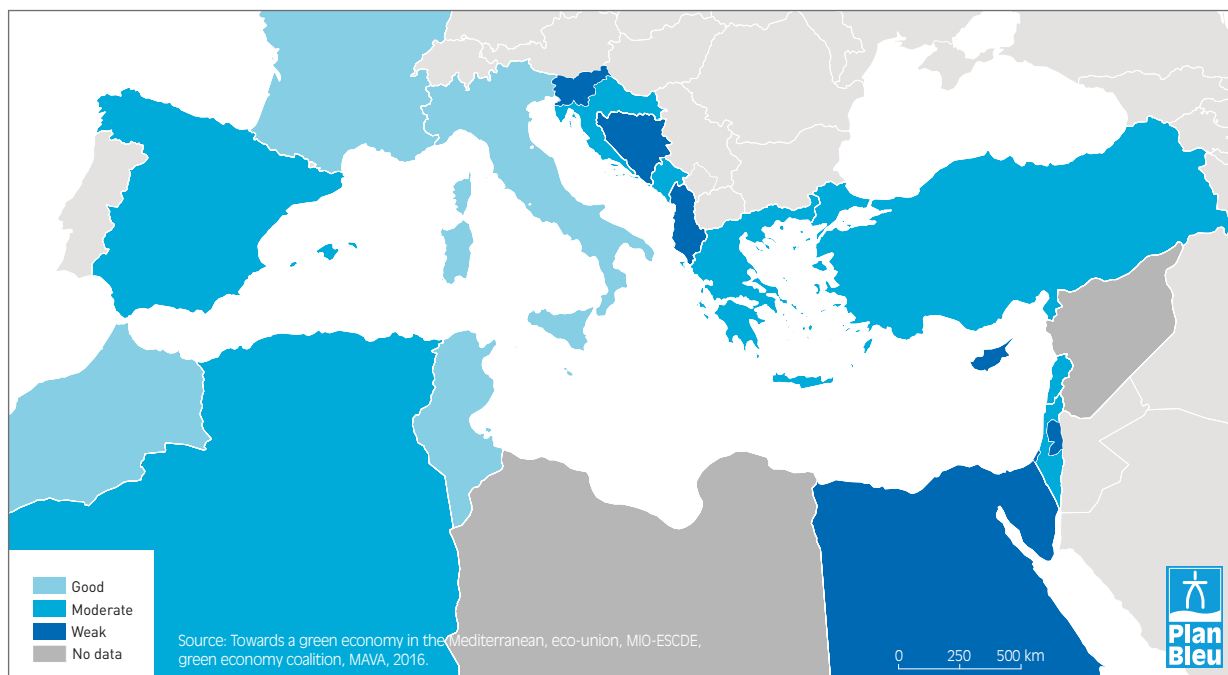 Good
Moderate
Weak
No data
Source: Towards a green economy in the Mediterranean, eco-union, MIO-ESCDE,
green economy coalition, MAVA, 2016.
0 250 500 km
Plan
Bleu